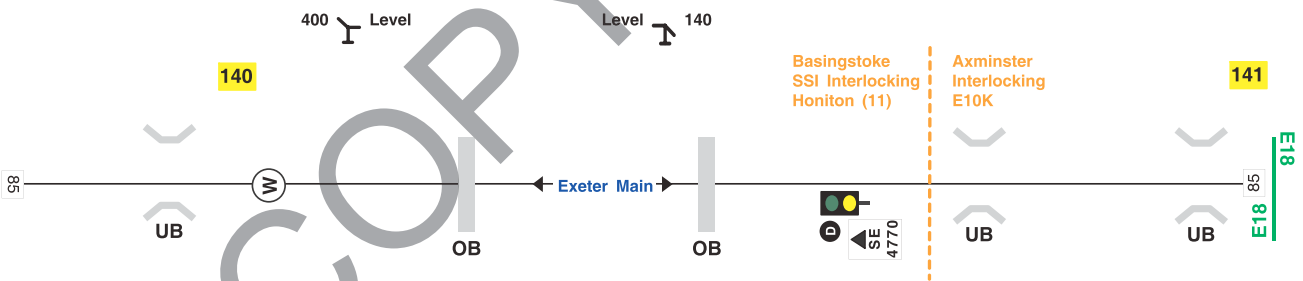 400 Level
Level 140
140
Basingstoke
SSI Interlocking
Honiton (11)
Axminster
Interlocking
E10K
141
85
W
Exeter Main
85
E18
E18
UB
OB
OB
D
SE
4770
UB
UB
COPY